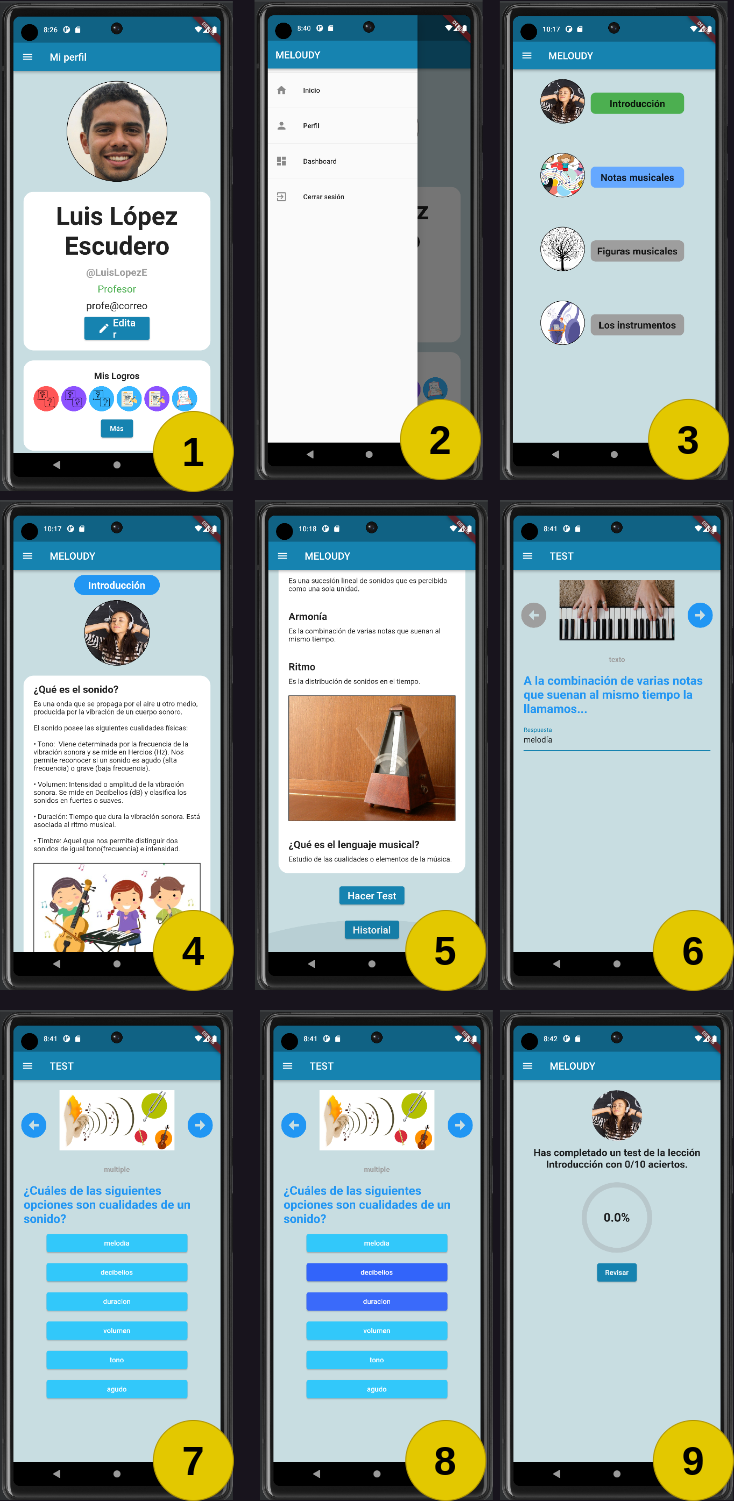 8:26
Mi perfil
Luis López
Escudero
@LuisLopezE
Profesor
profe@correo
Edita
r
Mis Logros
Más
1
8:40
MELOUDY
Inicio
Perfil
Dashboard
Cerrar sesión
z
2
10:17
MELOUDY
Introducción
Notas musicales
Figuras musicales
Los instrumentos
3
10:17
MELOUDY
Introducción
¿Qué es el sonido?
Es una onda que se propaga por el aire u otro medio,
producida por la vibración de un cuerpo sonoro.
El sonido posee las siguientes cualidades físicas:
• Tono: Viene determinada por la frecuencia de la
vibración sonora y se mide en Hercios (Hz). Nos
permite reconocer si un sonido es agudo (alta
frecuencia) o grave (baja frecuencia).
• Volumen: Intensidad o amplitud de la vibración
sonora. Se mide en Decibelios (dB) y clasifica los
sonidos en fuertes o suaves.
• Duración: Tiempo que dura la vibración sonora. Está
asociada al ritmo musical.
• Timbre: Aquel que nos permite distinguir dos
sonidos de igual tono(frecuencia) e intensidad.
4
10:18
MELOUDY
Es una sucesión lineal de sonidos que es percibida
como una sola unidad.
Armonía
Es la combinación de varias notas que suenan al
mismo tiempo.
Ritmo
Es la distribución de sonidos en el tiempo.
¿Qué es el lenguaje musical?
Estudio de las cualidades o elementos de la música.
Hacer Test
Historial
5
8:41
TEST
texto
A la combinación de varias notas
que suenan al mismo tiempo la
llamamos...
Respuesta
melodía
6
8:41
TEST
multiple
¿Cuáles de las siguientes
opciones son cualidades de un
sonido?
melodia
decibelios
duracion
volumen
tono
agudo
7
8:41
TEST
multiple
¿Cuáles de las siguientes
opciones son cualidades de un
sonido?
melodia
decibelios
duracion
volumen
tono
agudo
8
8:42
MELOUDY
Has completado un test de la lección
Introducción con 0/10 aciertos.
0.0%
Revisar
9